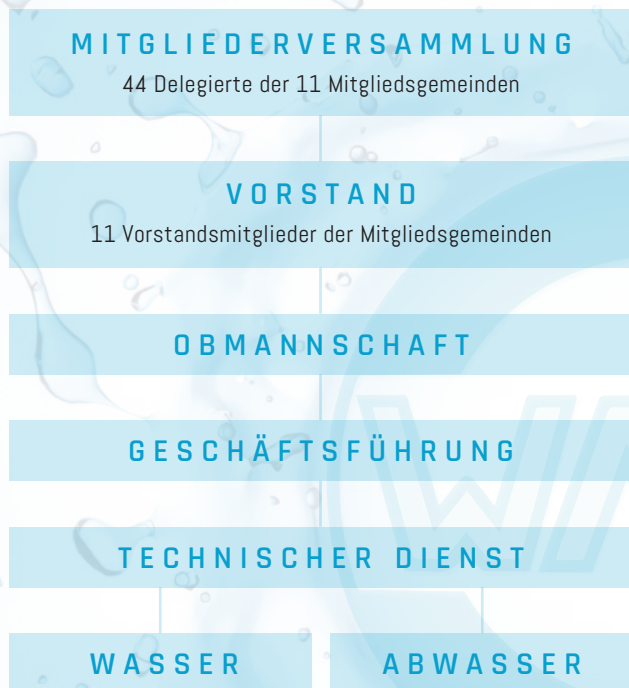 MITGLIEDERVERSAMMLUNG
44 Delegierte der 11 Mitgliedsgemeinden
VORSTAND
11 Vorstandsmitglieder der Mitgliedsgemeinden
OBMANNSCHAFT
GESCHÄFTSFÜHRUNG
TECHNISCHER DIENST
WASSER
ABWASSER